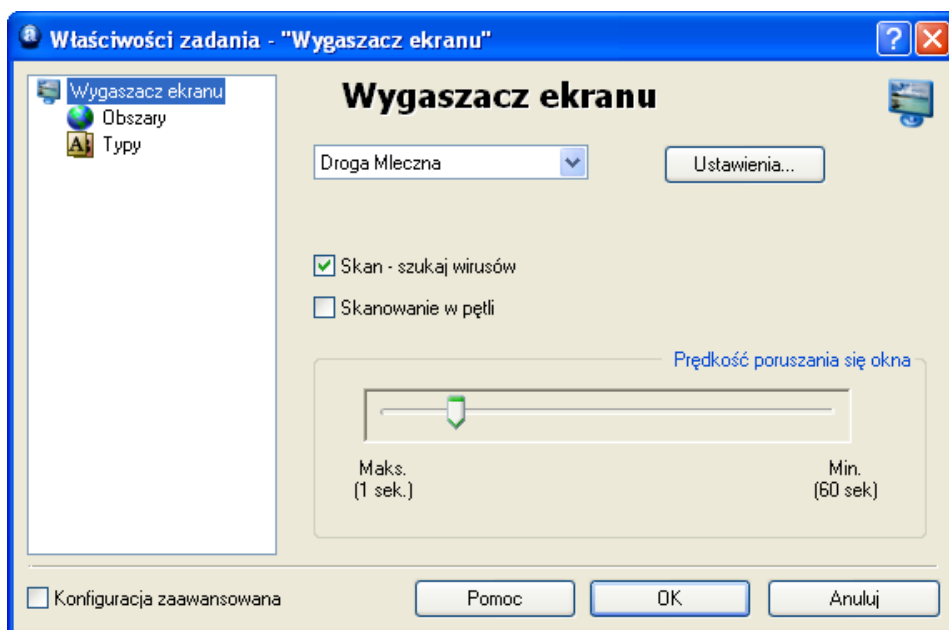 Właściwości zadania - "Wygaszacz ekranu"
Wygaszacz ekranu
Obszary
Typy
Wygaszacz ekranu
Droga Mleczna
Ustawienia...
Skan - szukaj wirusów
Skanowanie w pętli
Prędkość poruszania się okna
Maks.
(1 sek.)
Min.
(60 sek)
Konfiguracja zaawansowana
Pomoc
OK
Anuluj